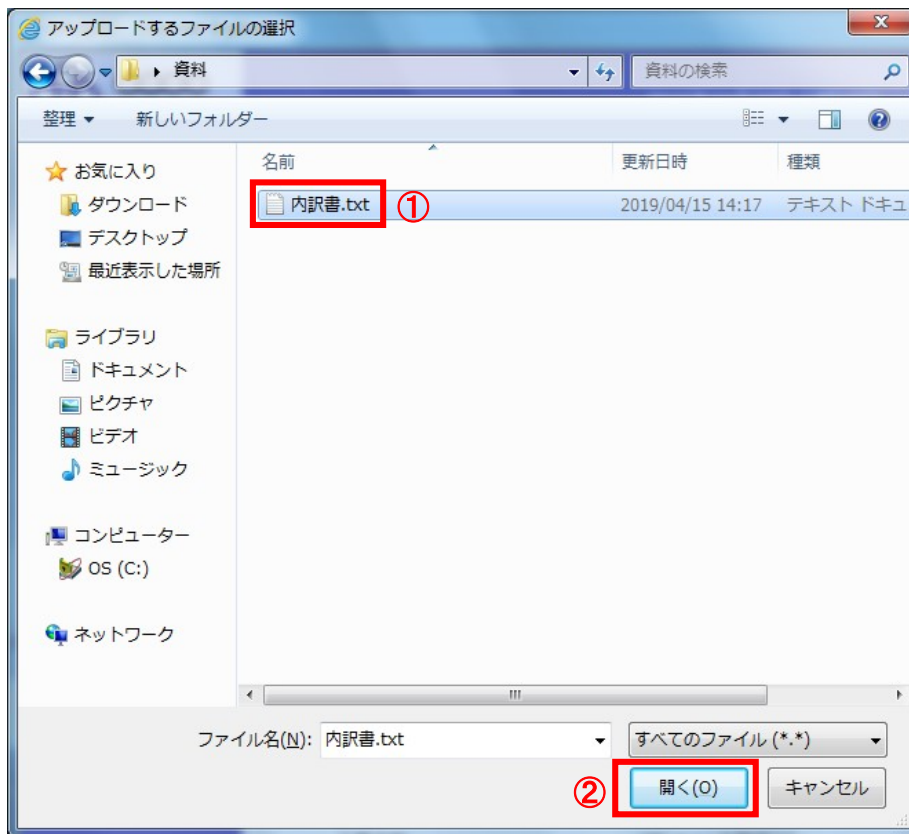 アップロードするファイルの選択
資料
資料の検索
整理
新しいフォルダー
名前
更新日時
種類
お気に入り
内訳書.txt
①
2019/04/15 14:17
テキスト ドキュ
ダウンロード
デスクトップ
最近表示した場所
ライブラリ
ドキュメント
ピクチャ
ビデオ
ミュージック
コンピューター
OS (C:)
ネットワーク
ファイル名(N):
内訳書.txt
すべてのファイル (*.*)
②
開く(O)
キャンセル